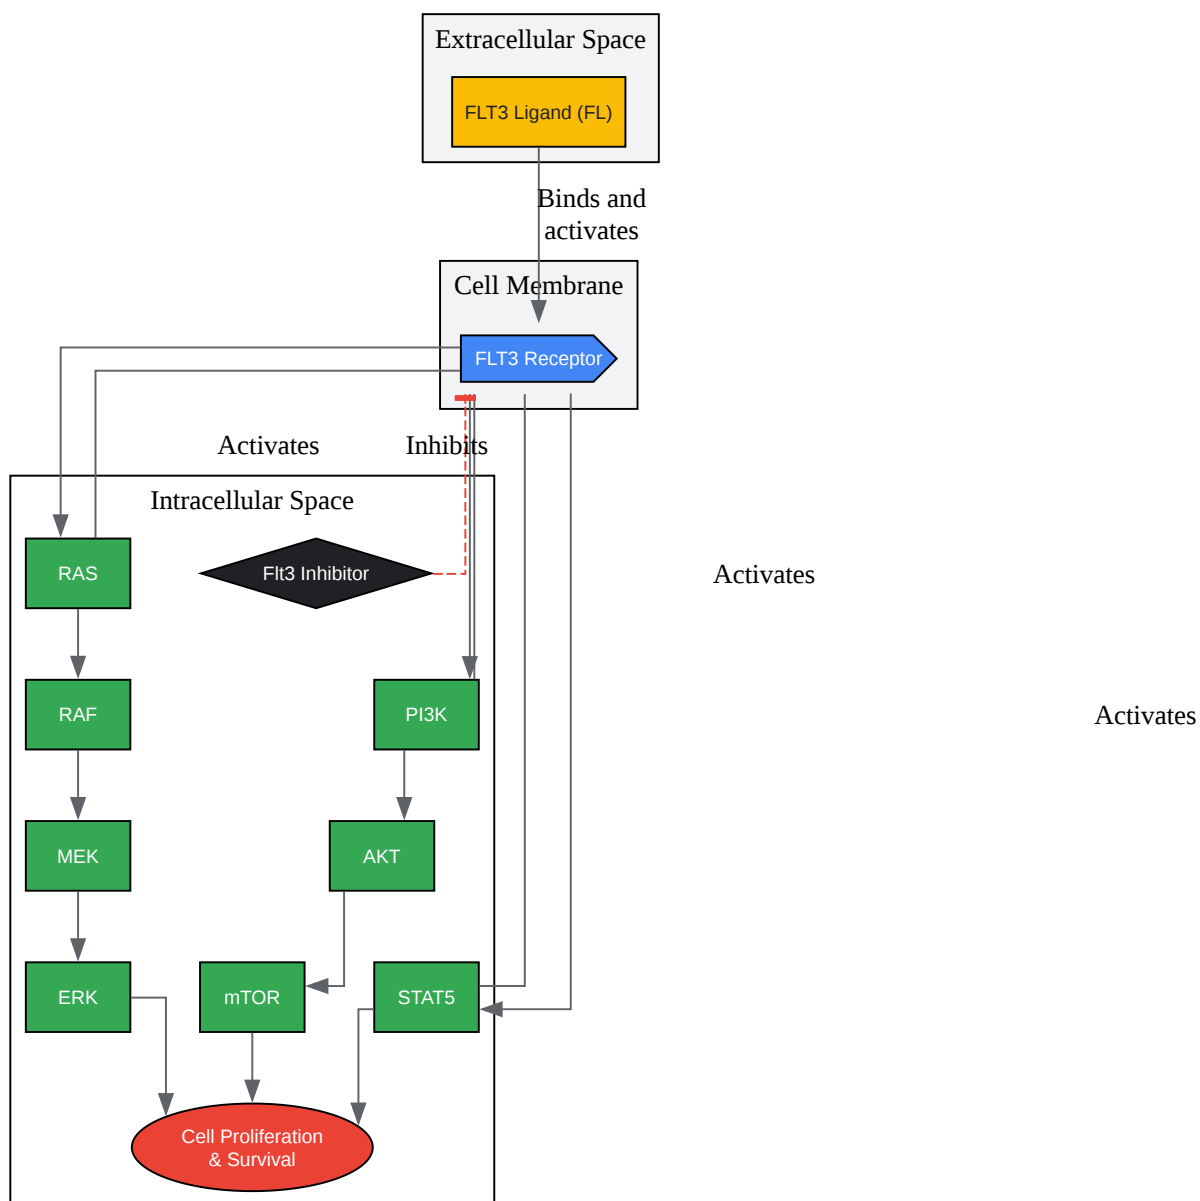 Extracellular Space
FLT3 Ligand (FL)
Binds and
activates
Cell Membrane
FLT3 Receptor
Activates
Inhibits
Intracellular Space
RAS
Flt3 Inhibitor
Activates
RAF
PI3K
Activates
MEK
AKT
ERK
mTOR
STAT5
Cell Proliferation
& Survival